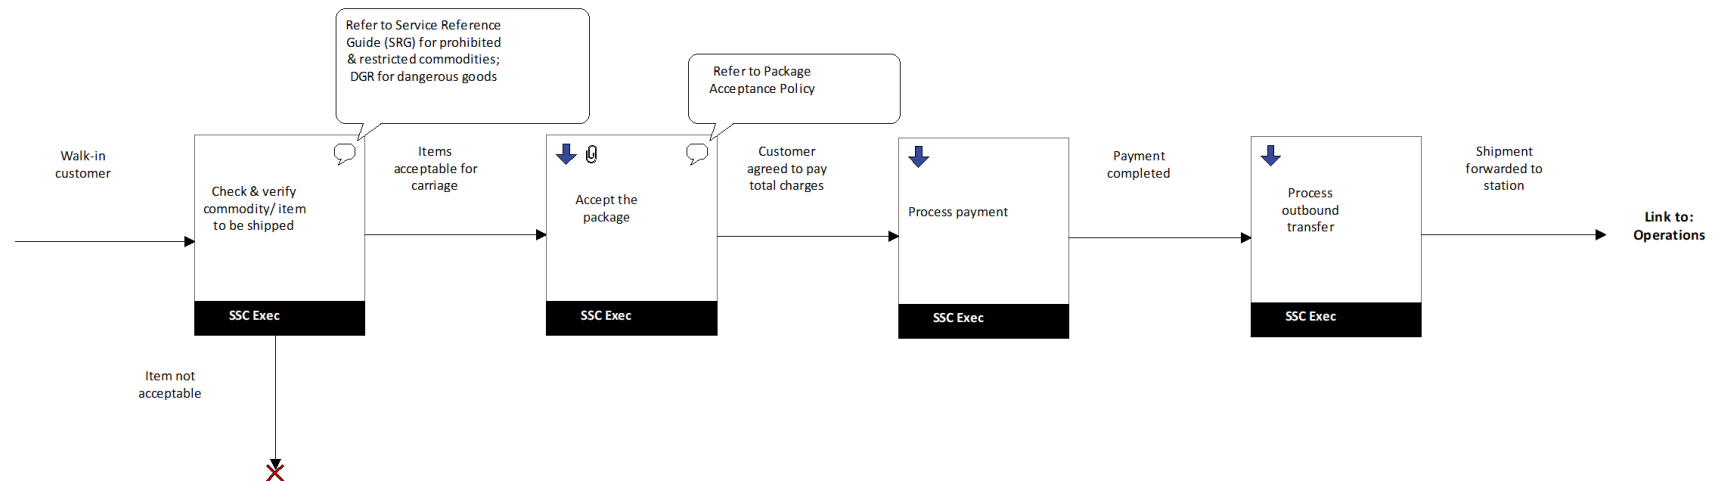 Refer to Service Reference
Guide (SRG) for prohibited
& restricted commodities;
DGR for dangerous goods
Refer to Package
Acceptance Policy
Walk-in
customer
Check & verify
commodity/ item
to be shipped
SSC Exec
Items
acceptable for
carriage
Accept the
package
SSC Exec
Customer
agreed to pay
total charges
Process payment
SSC Exec
Payment
completed
Process
outbound
transfer
SSC Exec
Shipment
forwarded to
station
Link to:
Operations
Item not
acceptable